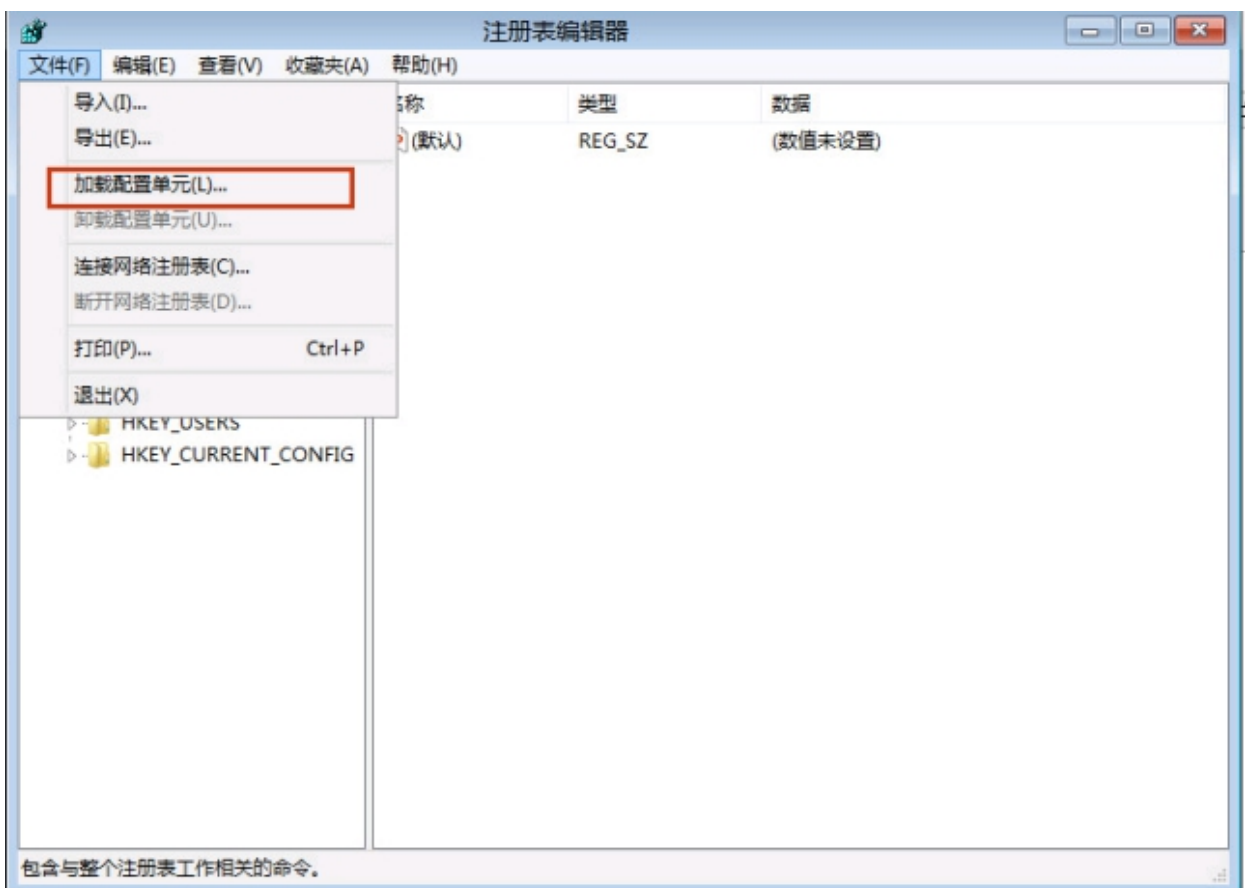 注册表编辑器
文件(F) 编辑(E) 查看(V) 收藏夹(A) 帮助(H)
导入(I)...
导出(E)...
加载配置单元(L)...
卸载配置单元(U)...
连接网络注册表(C)...
断开网络注册表(D)...
打印(P)... Ctrl+P
退出(X)
HKEY_USERS
HKEY_CURRENT_CONFIG
名称 类型 数据
(默认) REG_SZ (数值未设置)
包含与整个注册表工作相关的命令。